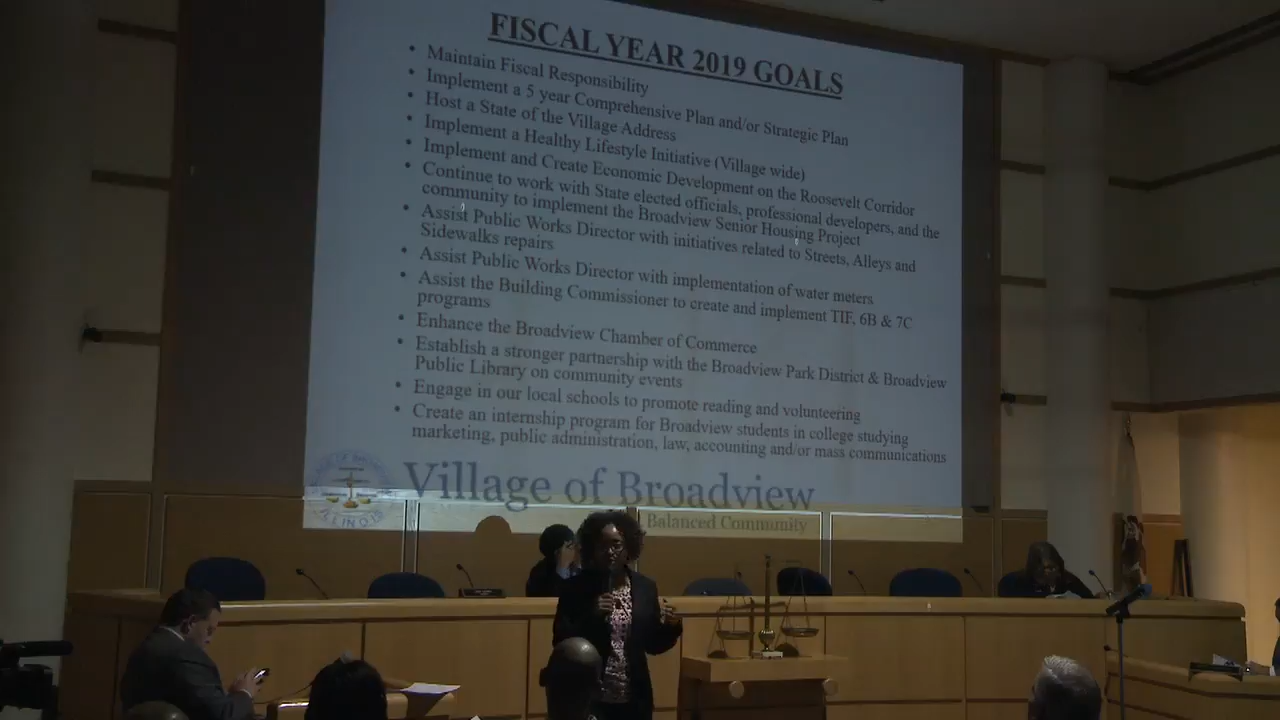 FISCAL YEAR 2019 GOALS
• Maintain Fiscal Responsibility
• Implement a 5 year Comprehensive Plan and/or Strategic Plan
• Host a State of the Village Address
• Implement a Healthy Lifestyle Initiative (Village wide)
• Implement and Create Economic Development on the Roosevelt Corridor
• Continue to work with State elected officials, professional developers, and the
community to implement the Broadview Senior Housing Project
• Assist Public Works Director with initiatives related to Streets, Alleys and
Sidewalks repairs
• Assist Public Works Director with implementation of water meters
• Assist the Building Commissioner to create and implement TIF, 6B & 7C
programs
• Enhance the Broadview Chamber of Commerce
• Establish a stronger partnership with the Broadview Park District & Broadview
Public Library on community events
• Engage in our local schools to promote reading and volunteering
• Create an internship program for Broadview students in college studying
marketing, public administration, law, accounting and/or mass communications
Village of Broadview
Balanced Community
ILLINOIS